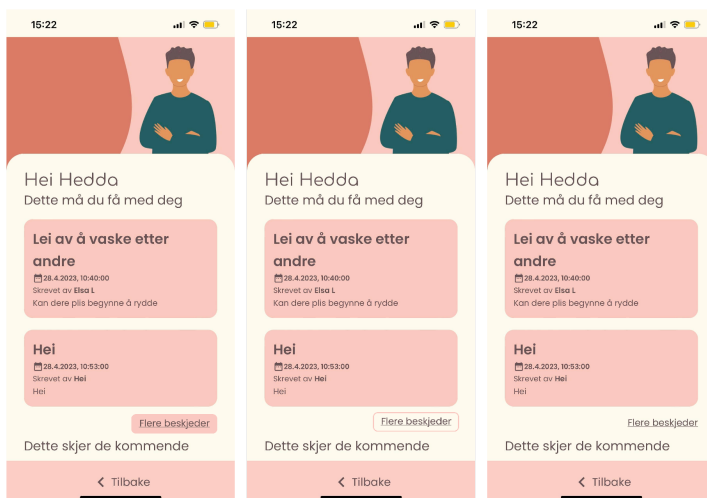 15:22
Hei Hedda
Dette må du få med deg
Lei av å vaske etter
andre
28.4.2023, 10:40:00
Skrevet av Elsa L
Kan dere plis begynne å rydde
Hei
28.4.2023, 10:53:00
Skrevet av Hei
Hei
Flere beskjeder
Dette skjer de kommende
Tilbake
15:22
Hei Hedda
Dette må du få med deg
Lei av å vaske etter
andre
28.4.2023, 10:40:00
Skrevet av Elsa L
Kan dere plis begynne å rydde
Hei
28.4.2023, 10:53:00
Skrevet av Hei
Hei
Flere beskjeder
Dette skjer de kommende
Tilbake
15:22
Hei Hedda
Dette må du få med deg
Lei av å vaske etter
andre
28.4.2023, 10:40:00
Skrevet av Elsa L
Kan dere plis begynne å rydde
Hei
28.4.2023, 10:53:00
Skrevet av Hei
Hei
Flere beskjeder
Dette skjer de kommende
Tilbake